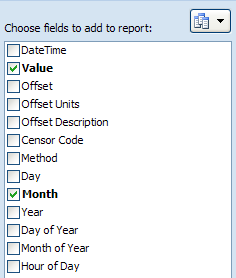 Choose fields to add to report:
DateTime
Value
Offset
Offset Units
Offset Description
Censor Code
Method
Day
Month
Year
Day of Year
Month of Year
Hour of Day